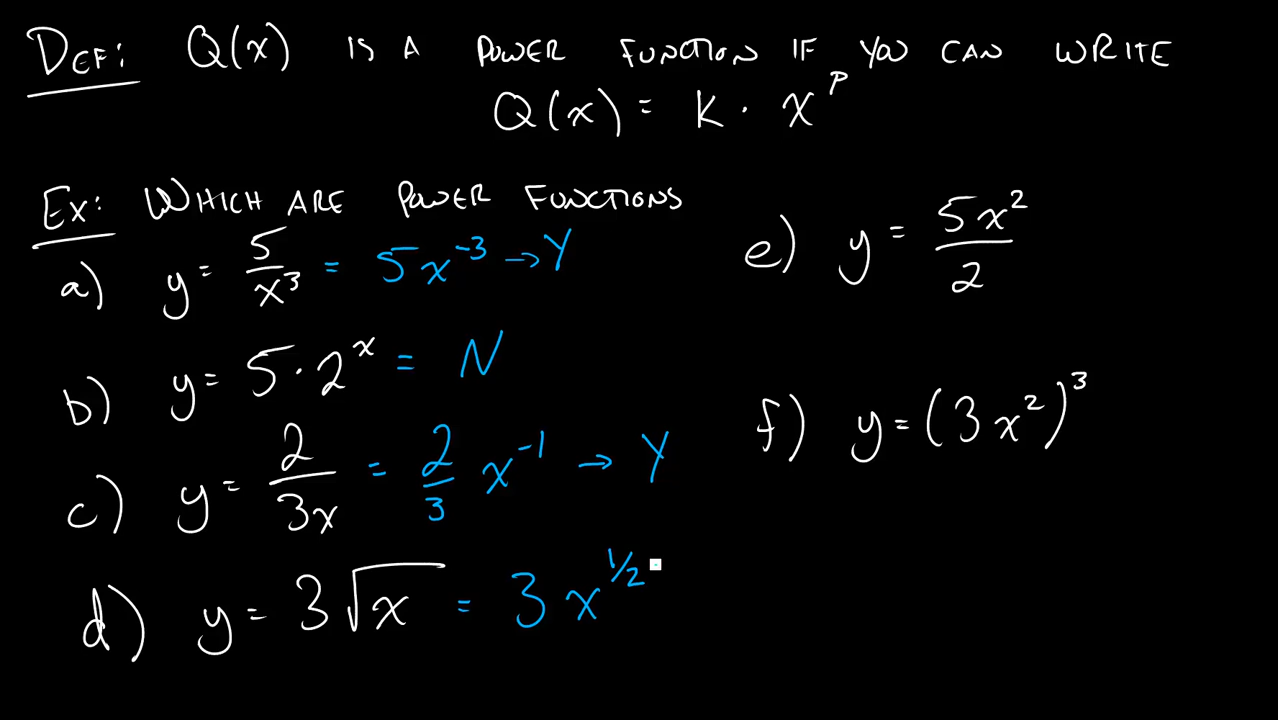 DEF: Q(x) IS A POWER FUNCTION IF YOU CAN WRITE
Q(x) = K · x^p
EX: WHICH ARE POWER FUNCTIONS
a) y = 5/x³ = 5x⁻³ → Y
b) y = 5 · 2^x = N
c) y = 2/3x = 2/3 x⁻¹ → Y
d) y = 3√x = 3x^1/2
e) y = 5x²/2
f) y = (3x²)³